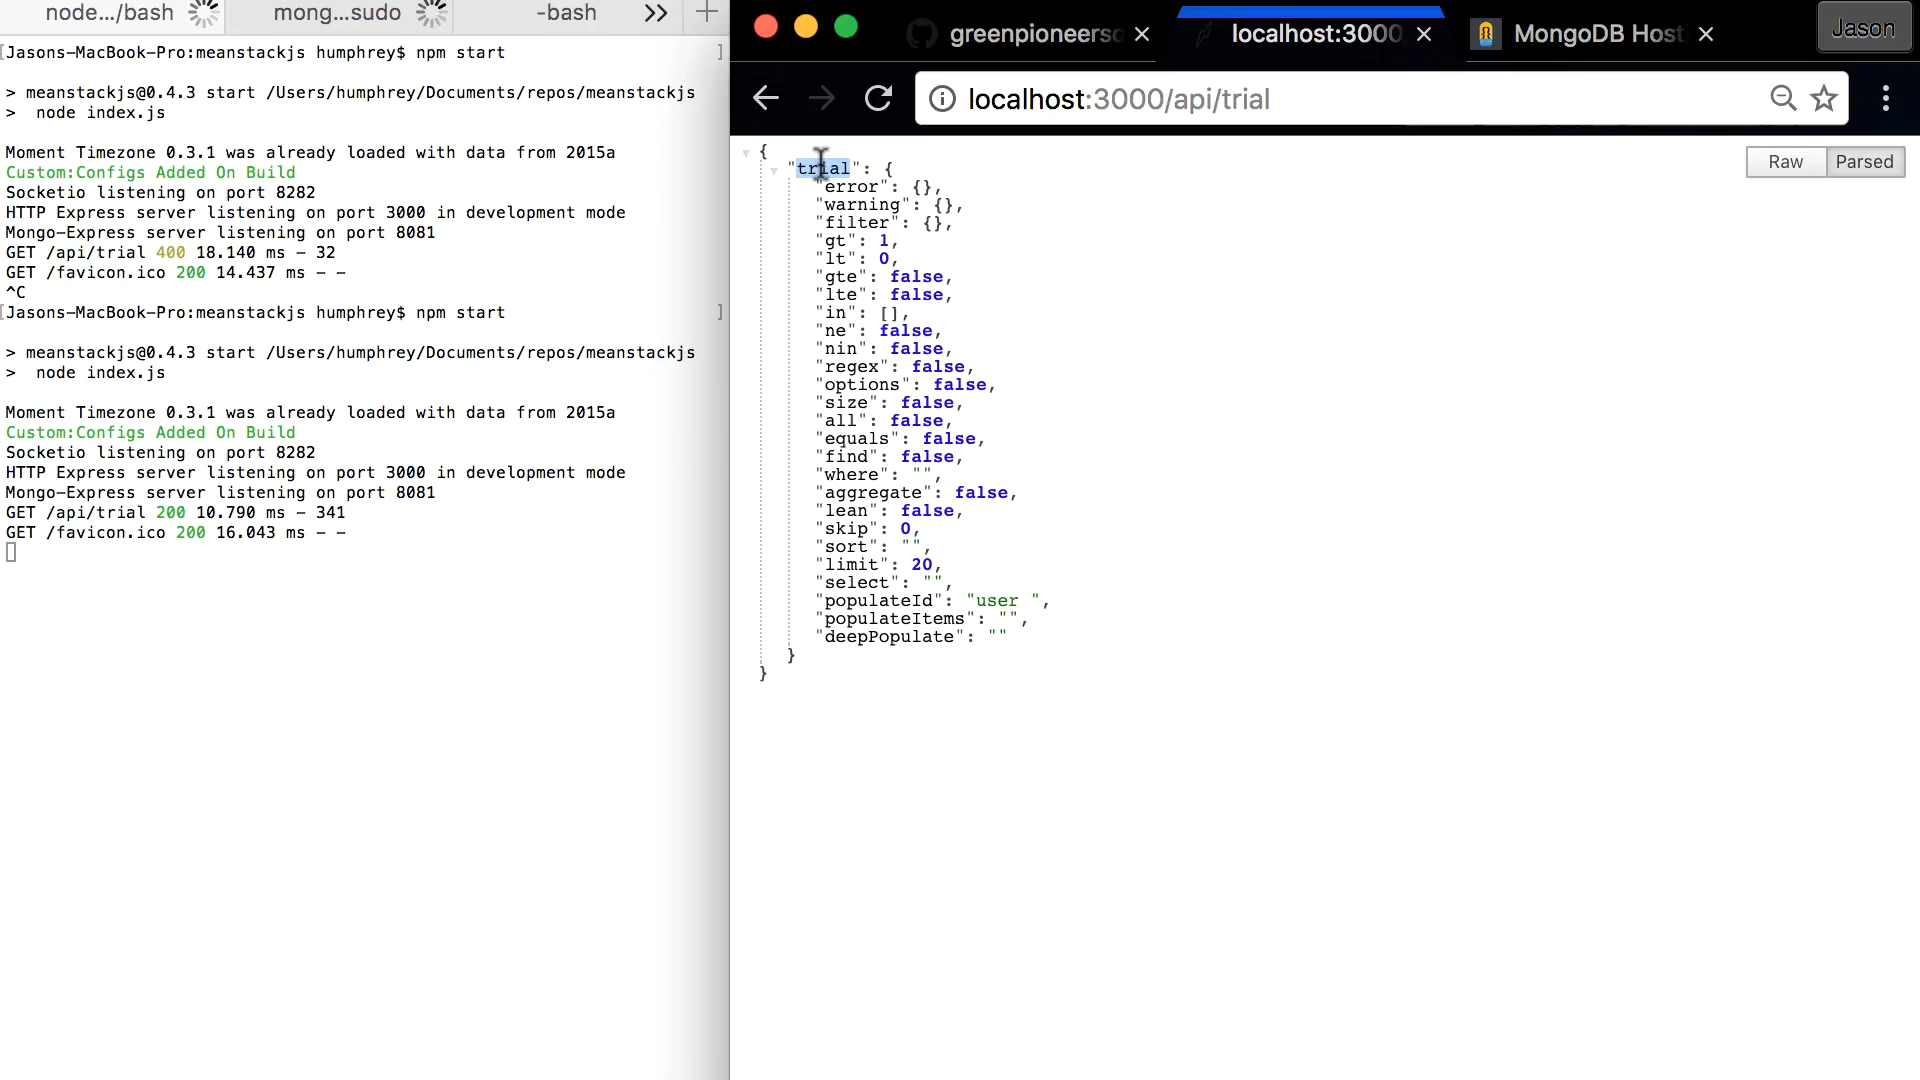 node.../bash
mong...sudo
-bash
Jasons-MacBook-Pro:meanstackjs humphrey$ npm start
> meanstackjs@0.4.3 start /Users/humphrey/Documents/repos/meanstackjs
>  node index.js
Moment Timezone 0.3.1 was already loaded with data from 2015a
Custom:Configs Added On Build
Socketio listening on port 8282
HTTP Express server listening on port 3000 in development mode
Mongo-Express server listening on port 8081
GET /api/trial 400 18.140 ms - 32
GET /favicon.ico 200 14.437 ms - -
^C
Jasons-MacBook-Pro:meanstackjs humphrey$ npm start
> meanstackjs@0.4.3 start /Users/humphrey/Documents/repos/meanstackjs
>  node index.js
Moment Timezone 0.3.1 was already loaded with data from 2015a
Custom:Configs Added On Build
Socketio listening on port 8282
HTTP Express server listening on port 3000 in development mode
Mongo-Express server listening on port 8081
GET /api/trial 200 10.790 ms - 341
GET /favicon.ico 200 16.043 ms - -
greenpioneersc
localhost:3000
MongoDB Host
Jason
localhost:3000/api/trial
Raw
Parsed
{
"trial": {
"error": {},
"warning": {},
"filter": {},
"gt": 1,
"lt": 0,
"gte": false,
"lte": false,
"in": [],
"ne": false,
"nin": false,
"regex": false,
"options": false,
"size": false,
"all": false,
"equals": false,
"find": false,
"where": "",
"aggregate": false,
"lean": false,
"skip": 0,
"sort": "",
"limit": 20,
"select": "",
"populateId": "user ",
"populateItems": "",
"deepPopulate": ""
}
}